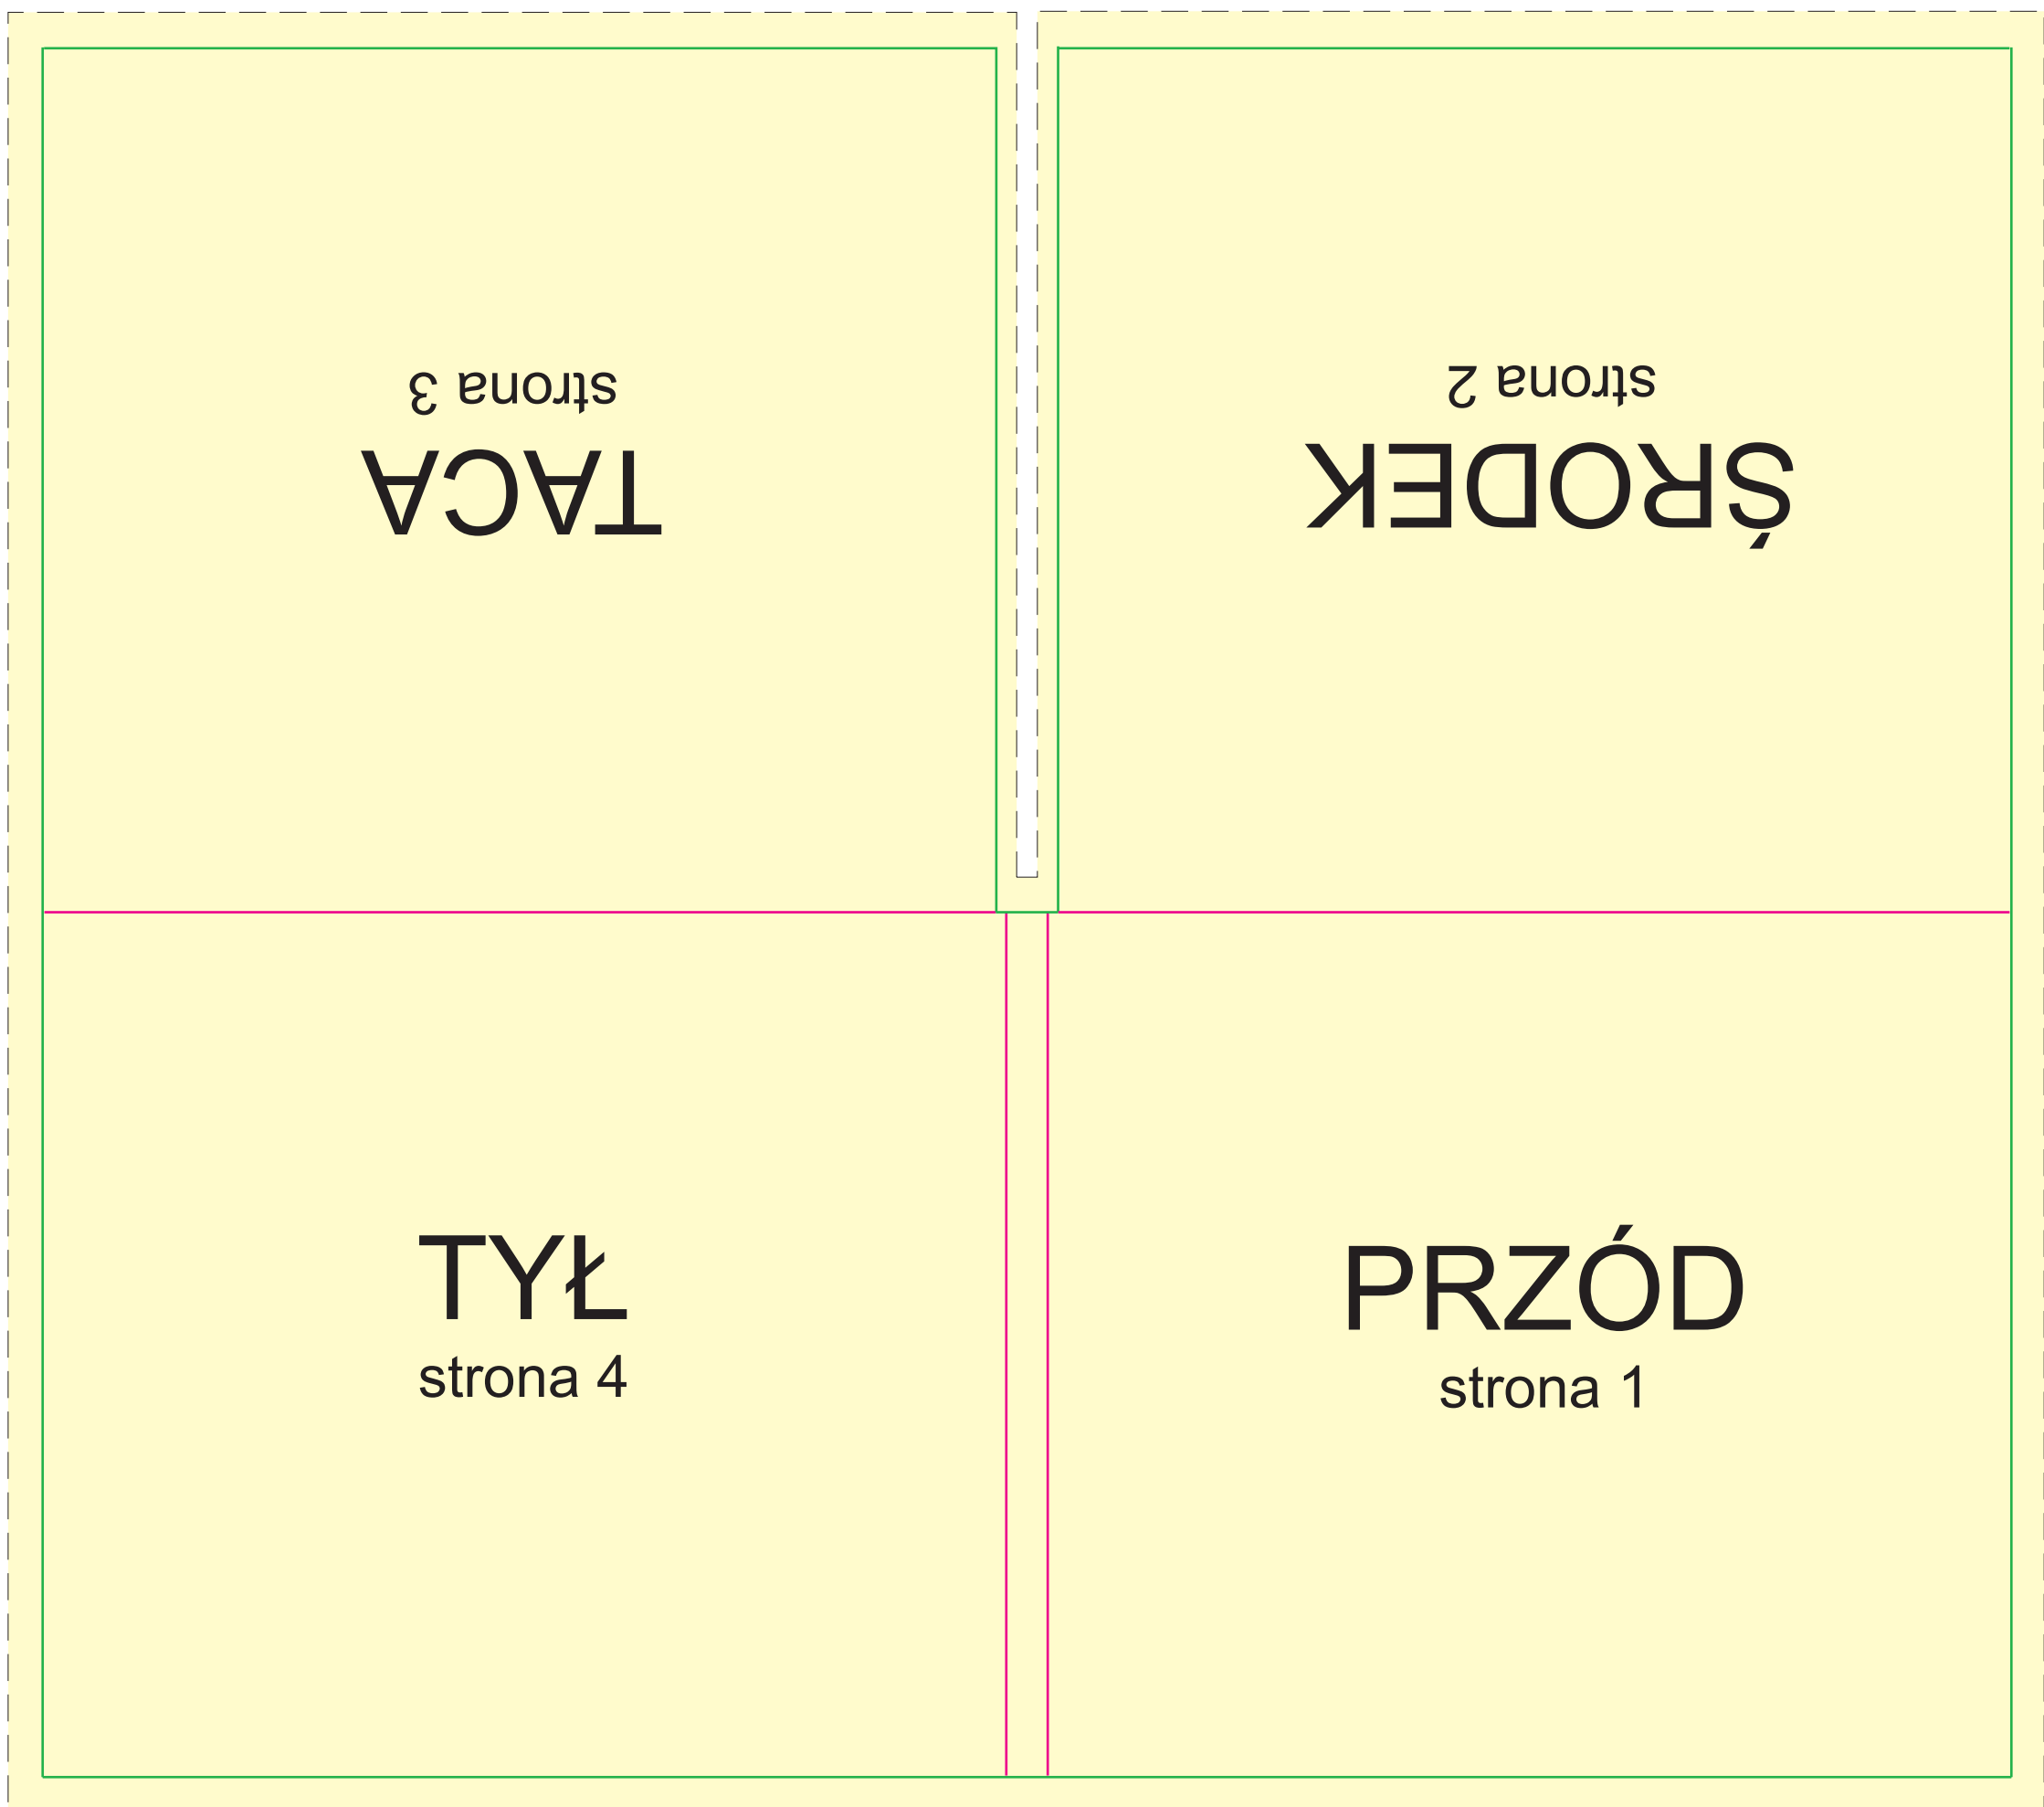 TACA
strona 3
ŚRODEK
strona 2
TYŁ
strona 4
PRZÓD
strona 1